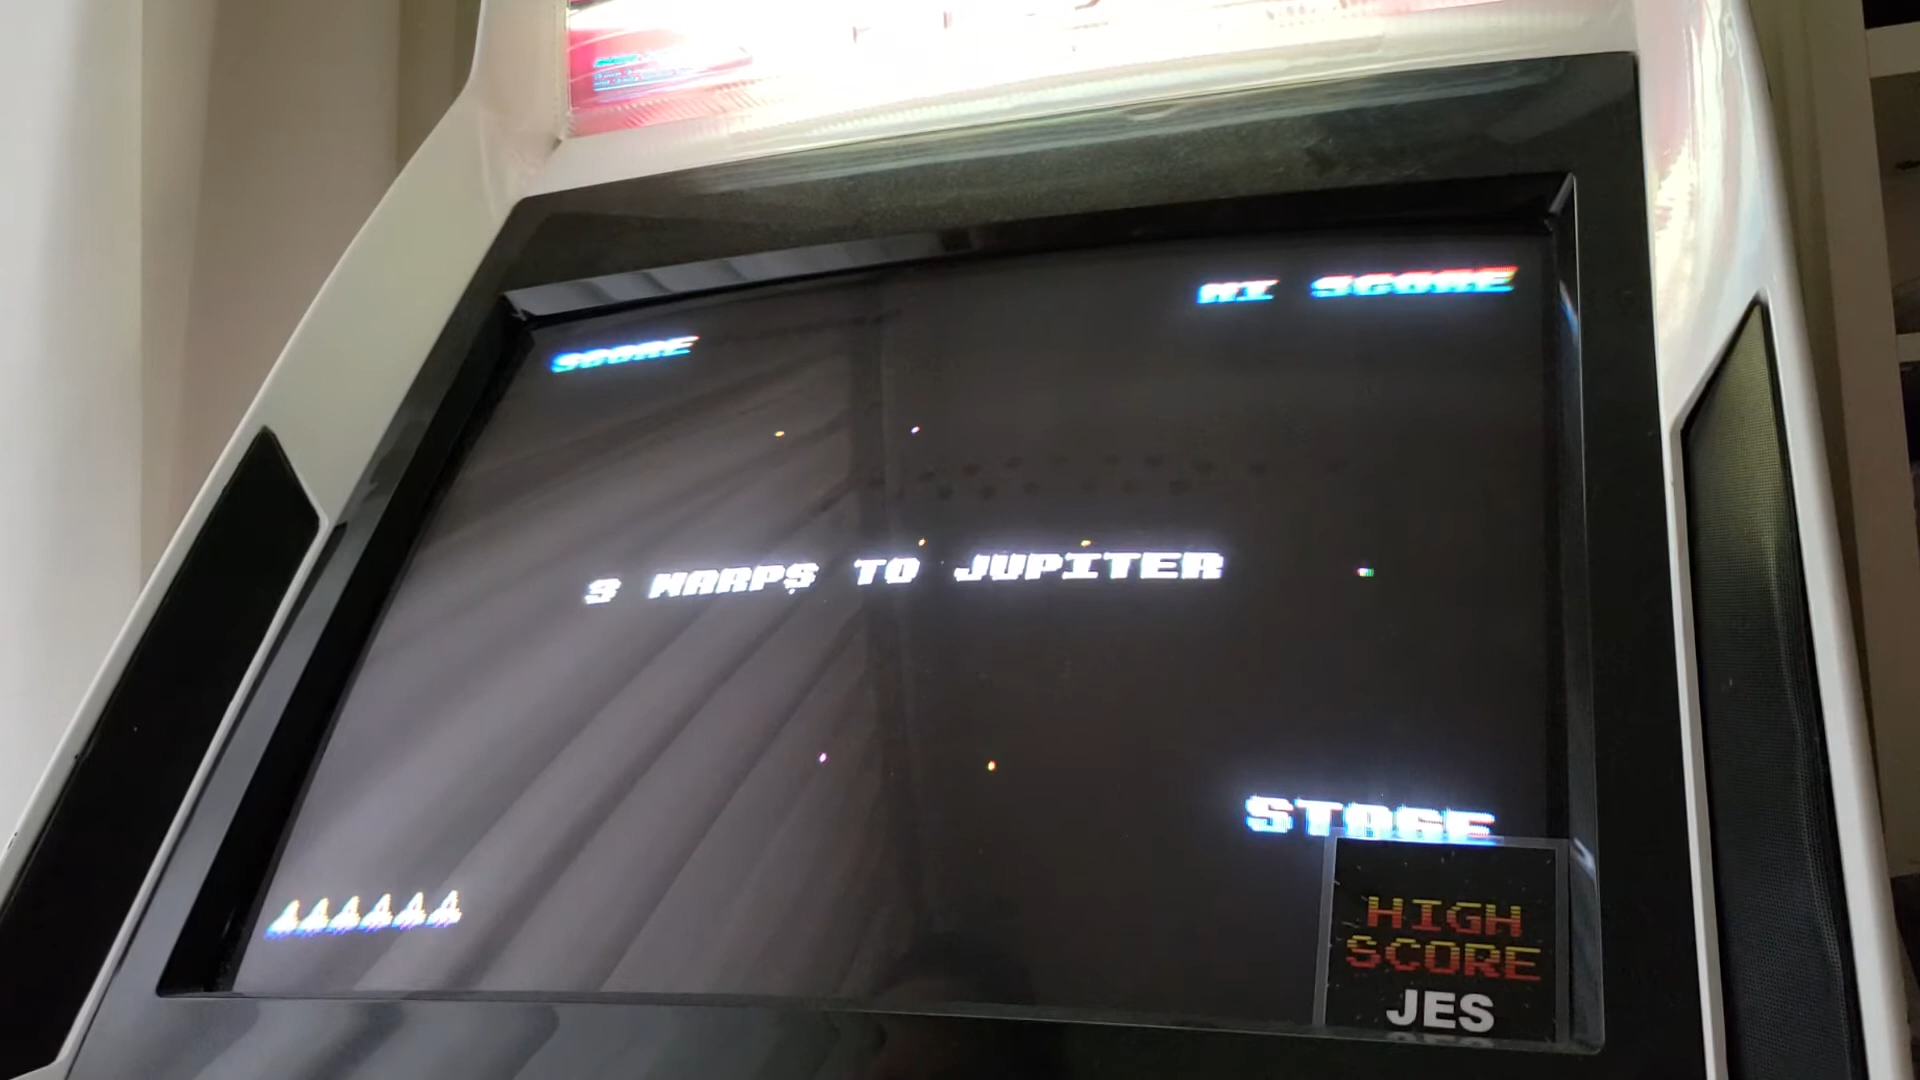 HI SCORE
SCORE
3 WARPS TO JUPITER
STAGE
HIGH
SCORE
JES